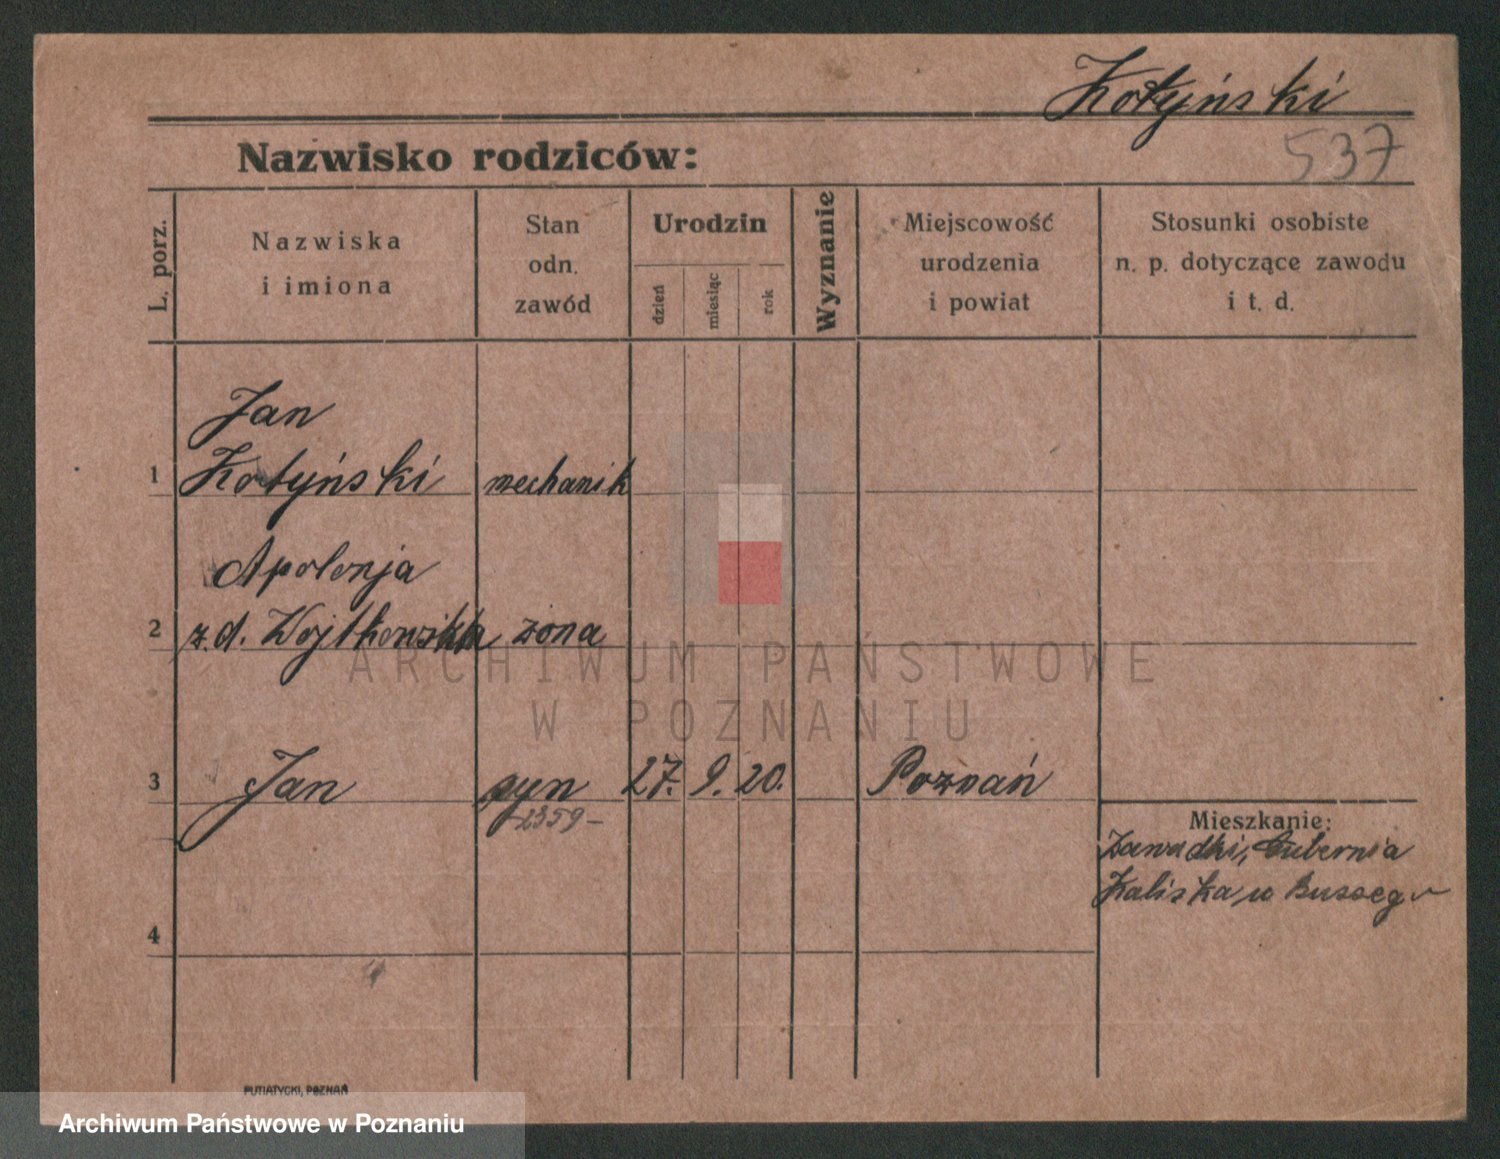 Kotyński
537
Nazwisko rodziców:
L. porz.
Nazwiska
i imiona
Stan
odn.
zawód
Urodzin
dzień
miesiąc
rok
Wyznanie
Miejscowość
urodzenia
i powiat
Stosunki osobiste
n. p. dotyczące zawodu
i t. d.
Jan
1 Kotyński mechanik
Apolonja
2 z.d. Wojtkowska żona
3 Jan syn 27. 9. 20. Poznań
2359-
Mieszkanie:
Zawadki, Gubernia
Kaliska, w
4
ARCHIWUM PAŃSTWOWE
W POZNANIU
PUTIATYCKI, POZNAŃ
Archiwum Państwowe w Poznaniu